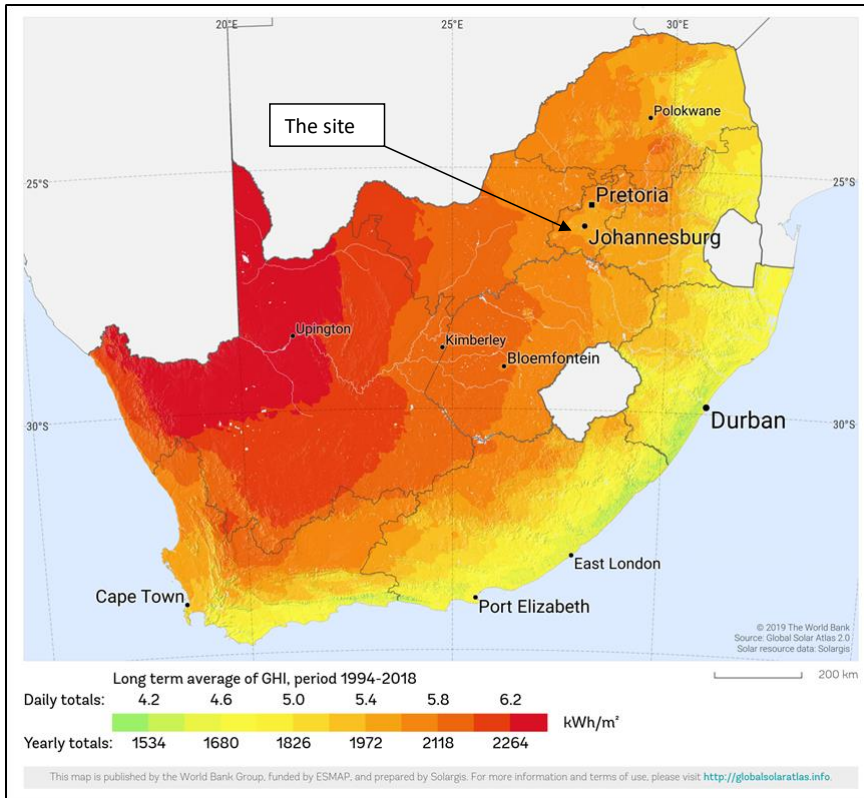 20°E 25°E 30°E
The site
Polokwane
25°S 25°S
Pretoria
Johannesburg
Upington
Kimberley
Bloemfontein
30°S 30°S
Durban
East London
Cape Town
Port Elizabeth
© 2019 The World Bank
Source: Global Solar Atlas 2.0
Solar resource data: Solargis
200 km
Long term average of GHI, period 1994-2018
Daily totals: 4.2 4.6 5.0 5.4 5.8 6.2
kWh/m²
Yearly totals: 1534 1680 1826 1972 2118 2264
This map is published by the World Bank Group, funded by ESMAP, and prepared by Solargis. For more information and terms of use, please visit http://globalsolaratlas.info.